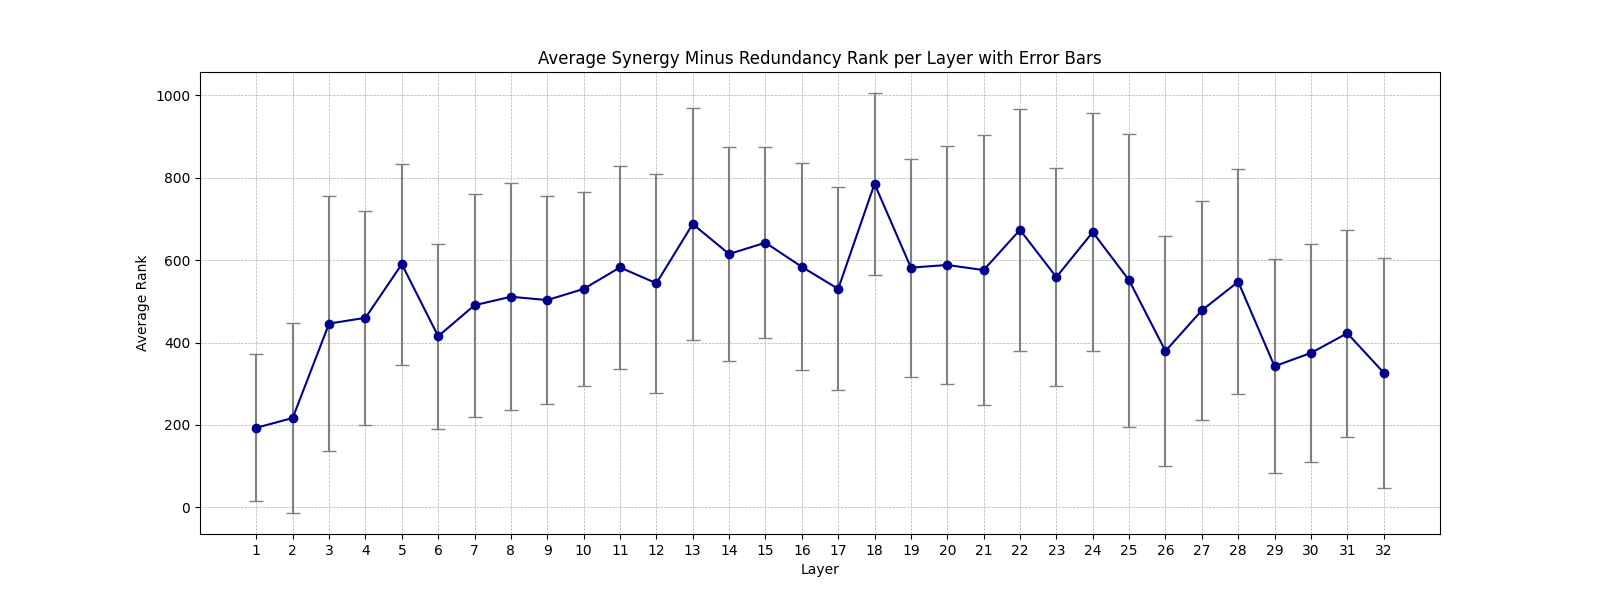 Average Synergy Minus Redundancy Rank per Layer with Error Bars
1000
800
600
400
200
0
Average Rank
1 2 3 4 5 6 7 8 9 10 11 12 13 14 15 16 17 18 19 20 21 22 23 24 25 26 27 28 29 30 31 32
Layer